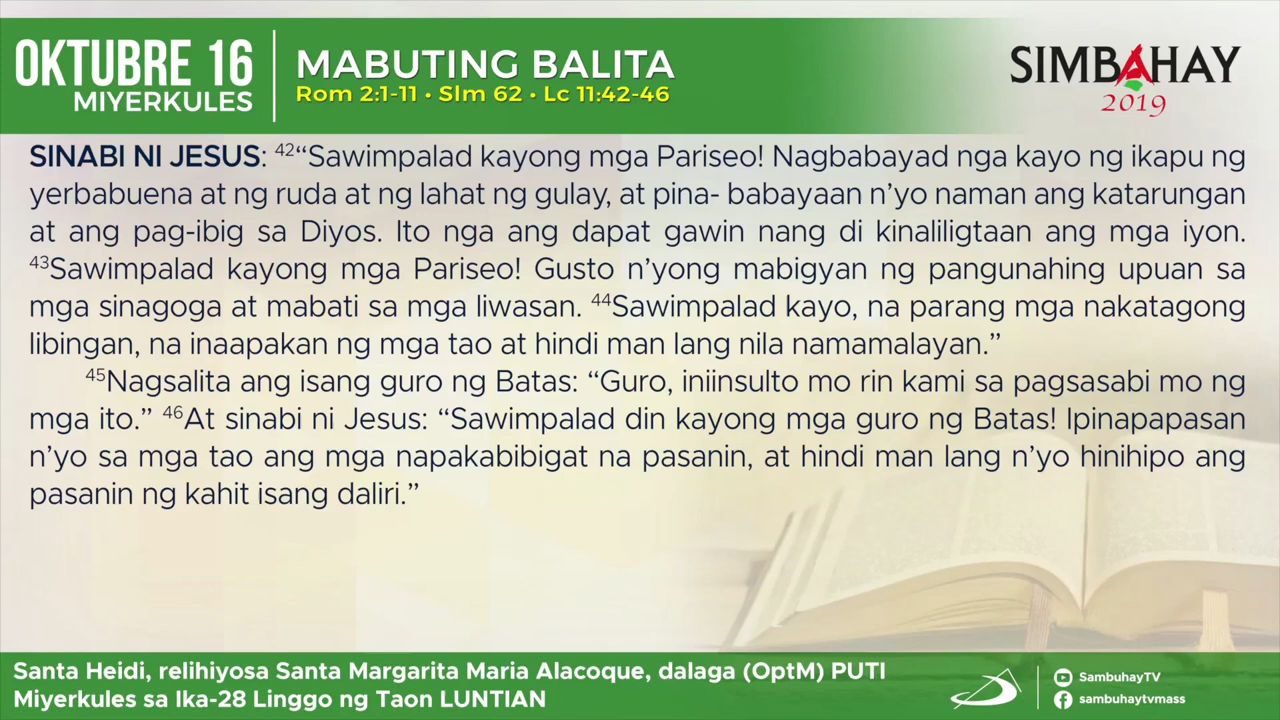 OKTUBRE 16
MIYERKULES
MABUTING BALITA
Rom 2:1-11 • Slm 62 • Lc 11:42-46
SIMBAHAY
2019
SINABI NI JESUS: ⁴²“Sawimpalad kayong mga Pariseo! Nagbabayad nga kayo ng ikapu ng
yerbabuena at ng ruda at ng lahat ng gulay, at pina- babayaan n’yo naman ang katarungan
at ang pag-ibig sa Diyos. Ito nga ang dapat gawin nang di kinaliligtaan ang mga iyon.
⁴³Sawimpalad kayong mga Pariseo! Gusto n’yong mabigyan ng pangunahing upuan sa
mga sinagoga at mabati sa mga liwasan. ⁴⁴Sawimpalad kayo, na parang mga nakatagong
libingan, na inaapakan ng mga tao at hindi man lang nila namamalayan.”
⁴⁵Nagsalita ang isang guro ng Batas: “Guro, iniinsulto mo rin kami sa pagsasabi mo ng
mga ito.” ⁴⁶At sinabi ni Jesus: “Sawimpalad din kayong mga guro ng Batas! Ipinapapasan
n’yo sa mga tao ang mga napakabibigat na pasanin, at hindi man lang n’yo hinihipo ang
pasanin ng kahit isang daliri.”
Santa Heidi, relihiyosa Santa Margarita Maria Alacoque, dalaga (OptM) PUTI
Miyerkules sa Ika-28 Linggo ng Taon LUNTIAN
SambuhayTV
sambuhaytvmass